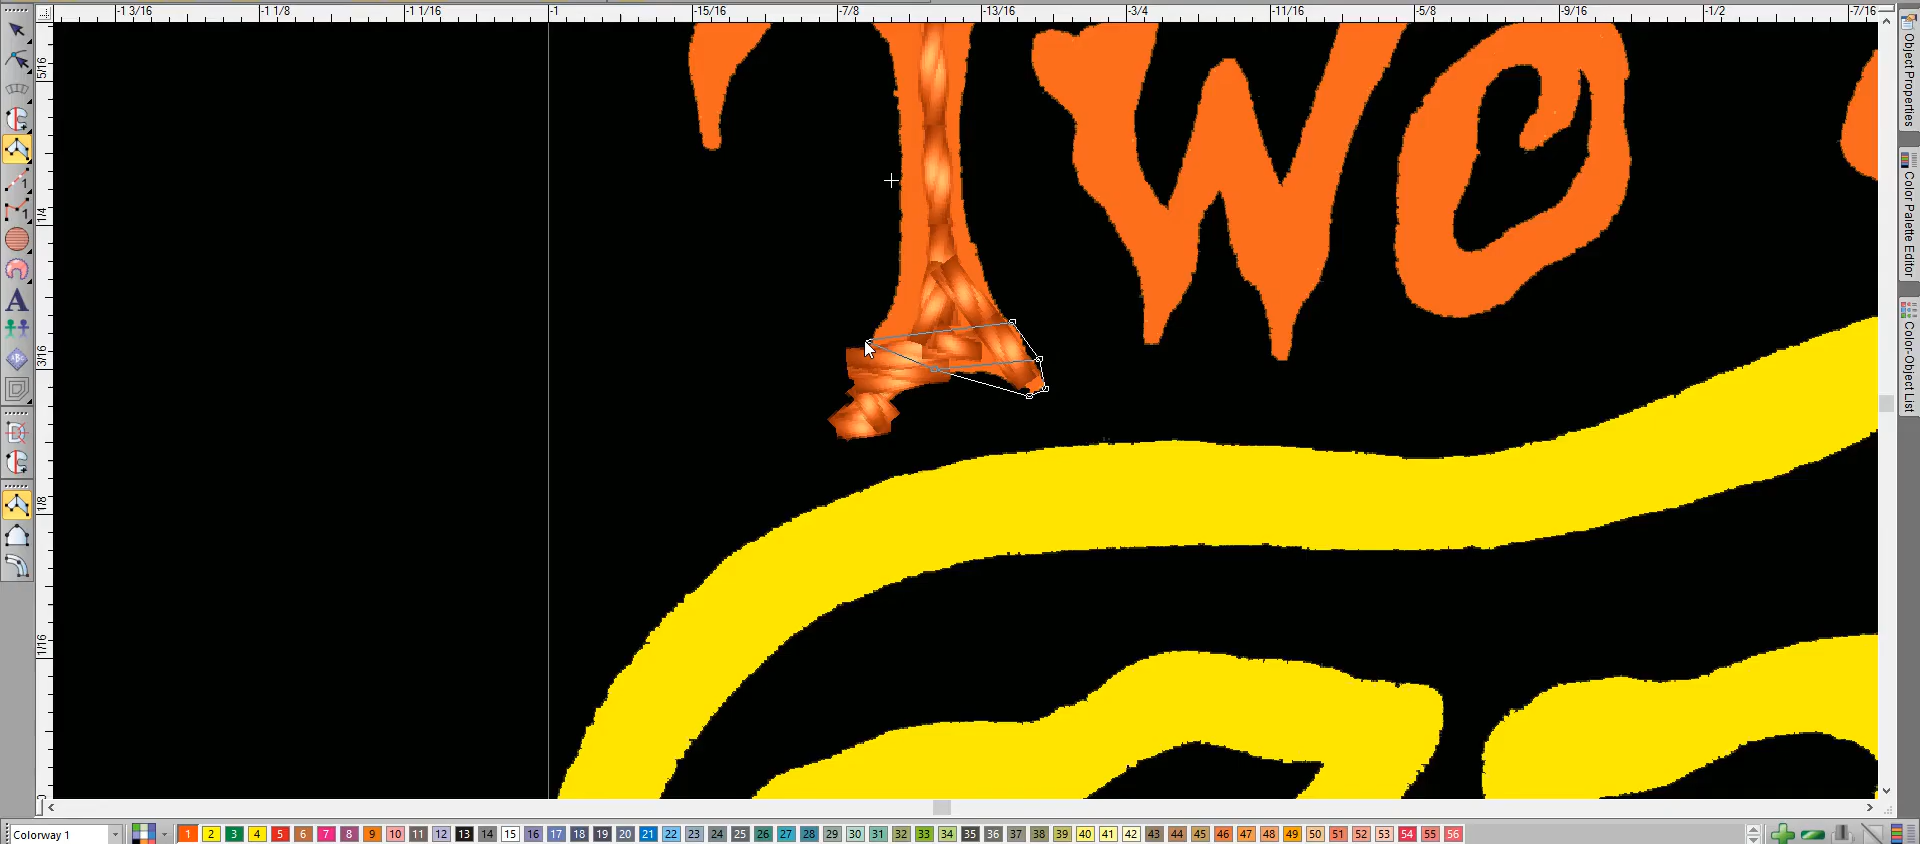 -1 3/16 -1 1/8 -1 1/16 -1 -15/16 -7/8 -13/16 -3/4 -11/16 -5/8 -9/16 -1/2 -7/16
5/16
1/4
3/16
1/8
1/16
0
1
1
A
ABC
TWO
Object Properties
Color Palette Editor
Color-Object List
Colorway 1 1 2 3 4 5 6 7 8 9 10 11 12 13 14 15 16 17 18 19 20 21 22 23 24 25 26 27 28 29 30 31 32 33 34 35 36 37 38 39 40 41 42 43 44 45 46 47 48 49 50 51 52 53 54 55 56